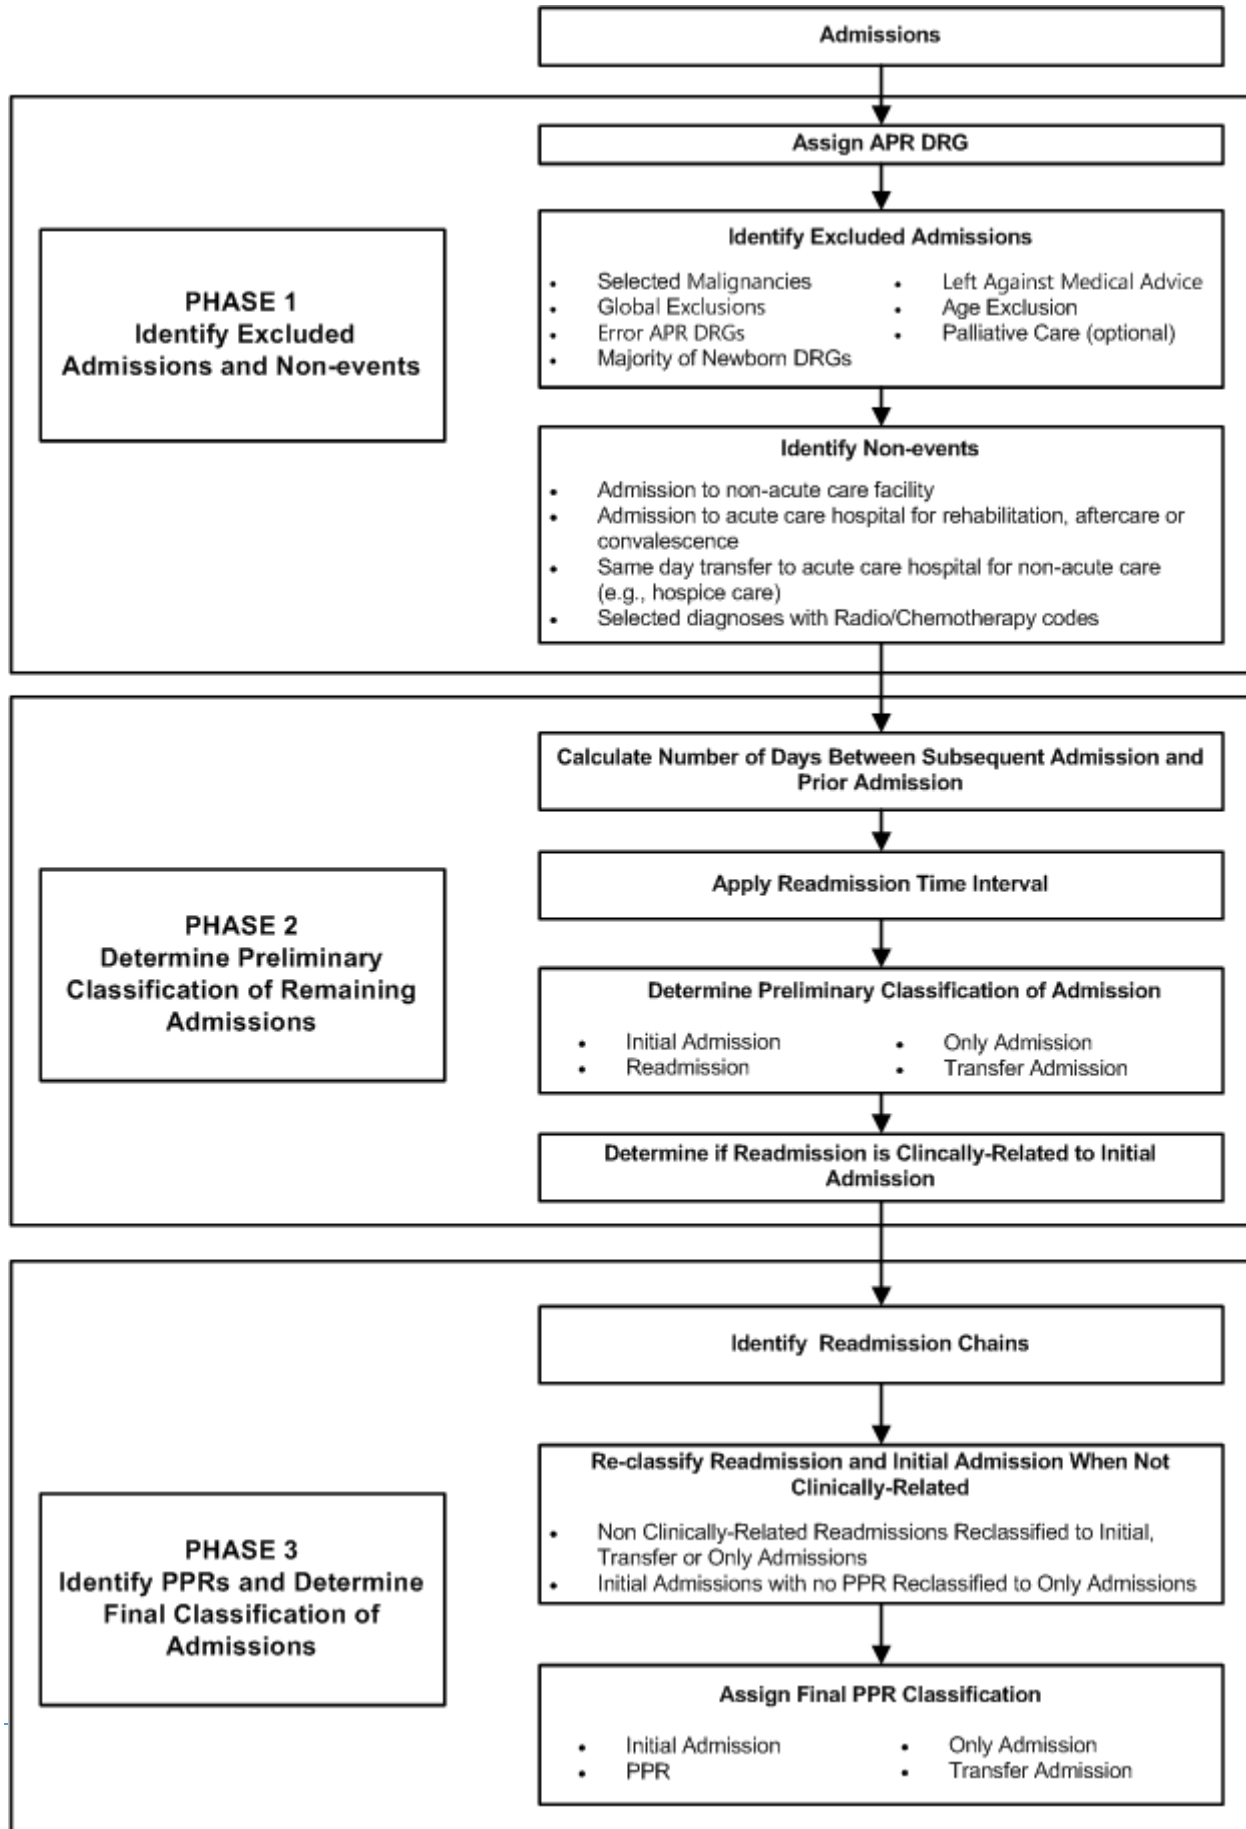 Admissions
Assign APR DRG
PHASE 1
Identify Excluded
Admissions and Non-events
Identify Excluded Admissions
• Selected Malignancies
• Global Exclusions
• Error APR DRGs
• Majority of Newborn DRGs
• Left Against Medical Advice
• Age Exclusion
• Palliative Care (optional)
Identify Non-events
• Admission to non-acute care facility
• Admission to acute care hospital for rehabilitation, aftercare or
convalescence
• Same day transfer to acute care hospital for non-acute care
(e.g., hospice care)
• Selected diagnoses with Radio/Chemotherapy codes
PHASE 2
Determine Preliminary
Classification of Remaining
Admissions
Calculate Number of Days Between Subsequent Admission and
Prior Admission
Apply Readmission Time Interval
Determine Preliminary Classification of Admission
• Initial Admission
• Readmission
• Only Admission
• Transfer Admission
Determine if Readmission is Clincally-Related to Initial
Admission
PHASE 3
Identify PPRs and Determine
Final Classification of
Admissions
Identify Readmission Chains
Re-classify Readmission and Initial Admission When Not
Clinically-Related
• Non Clinically-Related Readmissions Reclassified to Initial,
Transfer or Only Admissions
• Initial Admissions with no PPR Reclassified to Only Admissions
Assign Final PPR Classification
• Initial Admission
• PPR
• Only Admission
• Transfer Admission